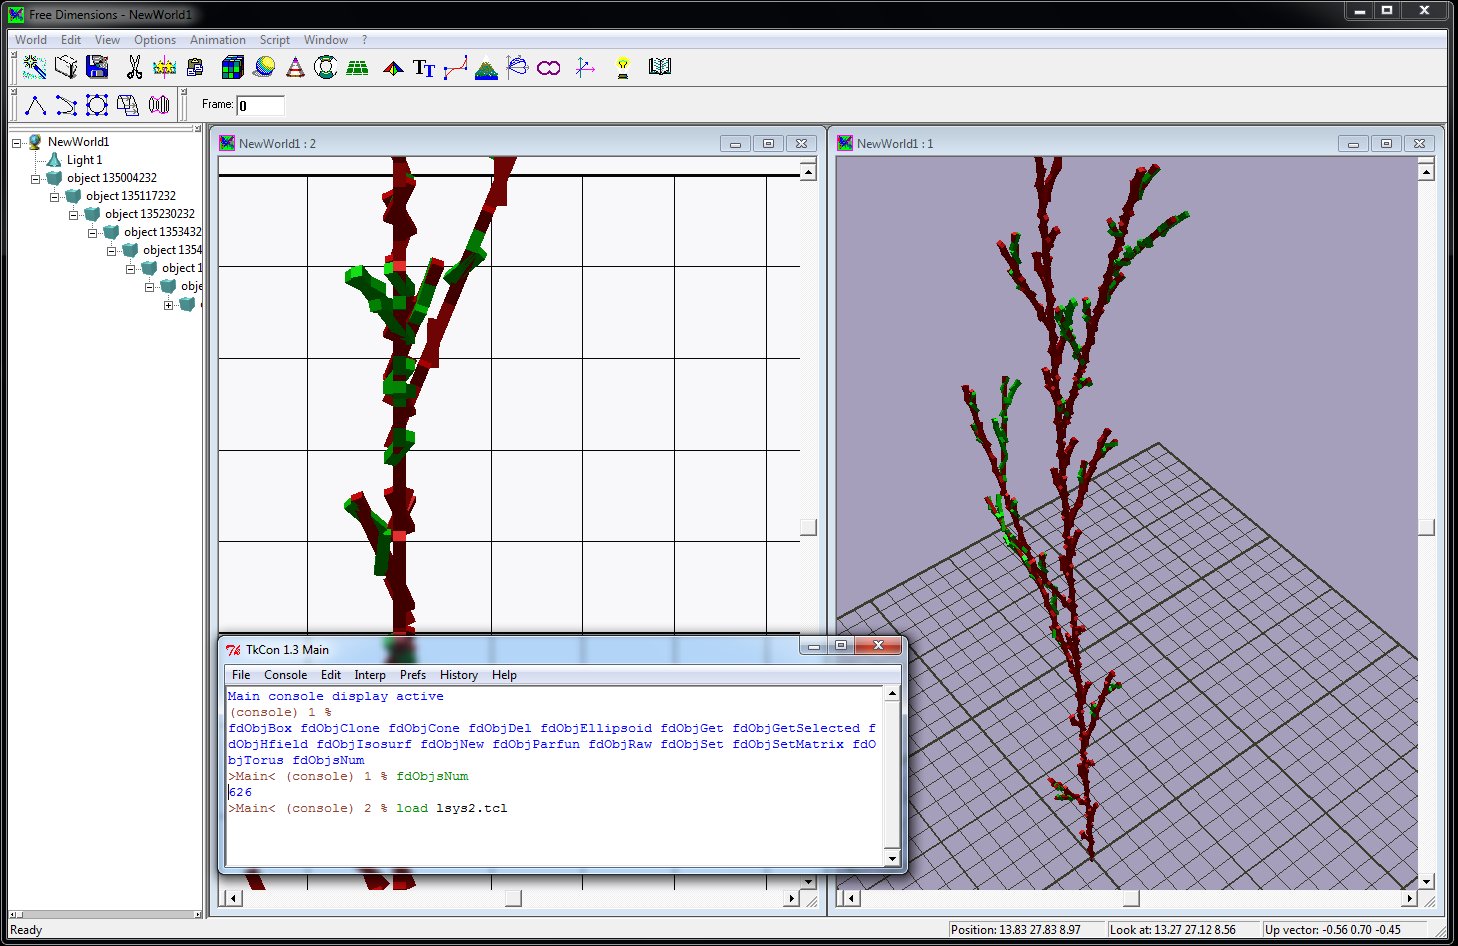 Free Dimensions - NewWorld1
World Edit View Options Animation Script Window ?
Frame: 0
NewWorld1
Light 1
object 135004232
object 135117232
object 135230232
object 1353432
object 1354
object 1
obje
NewWorld1 : 2
NewWorld1 : 1
TkCon 1.3 Main
File Console Edit Interp Prefs History Help
Main console display active
(console) 1 %
fdObjBox fdObjClone fdObjCone fdObjDel fdObjEllipsoid fdObjGet fdObjGetSelected f
dObjHfield fdObjIsosurf fdObjNew fdObjParfun fdObjRaw fdObjSet fdObjSetMatrix fdO
bjTorus fdObjsNum
>Main< (console) 1 % fdObjsNum
626
>Main< (console) 2 % load lsys2.tcl
Ready
Position: 13.83 27.83 8.97
Look at: 13.27 27.12 8.56
Up vector: -0.56 0.70 -0.45